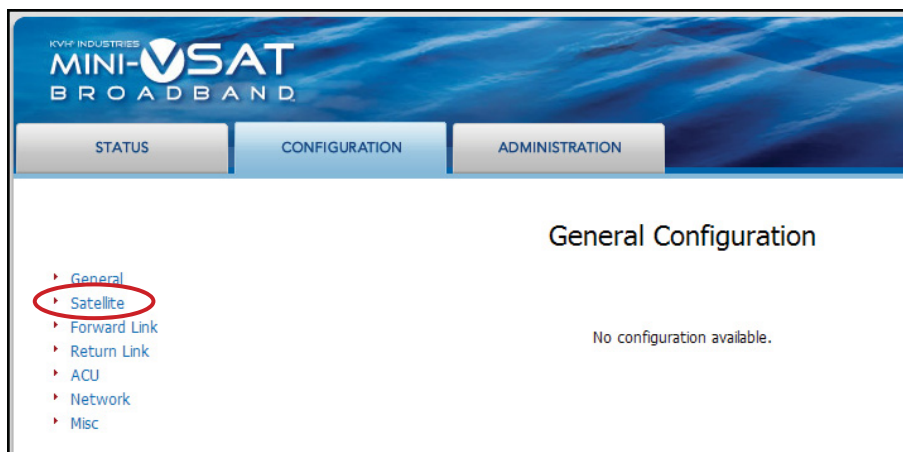 KVH® INDUSTRIES
MINI-VSAT
BROADBAND
STATUS
CONFIGURATION
ADMINISTRATION
General Configuration
General
Satellite
Forward Link
Return Link
ACU
Network
Misc
No configuration available.